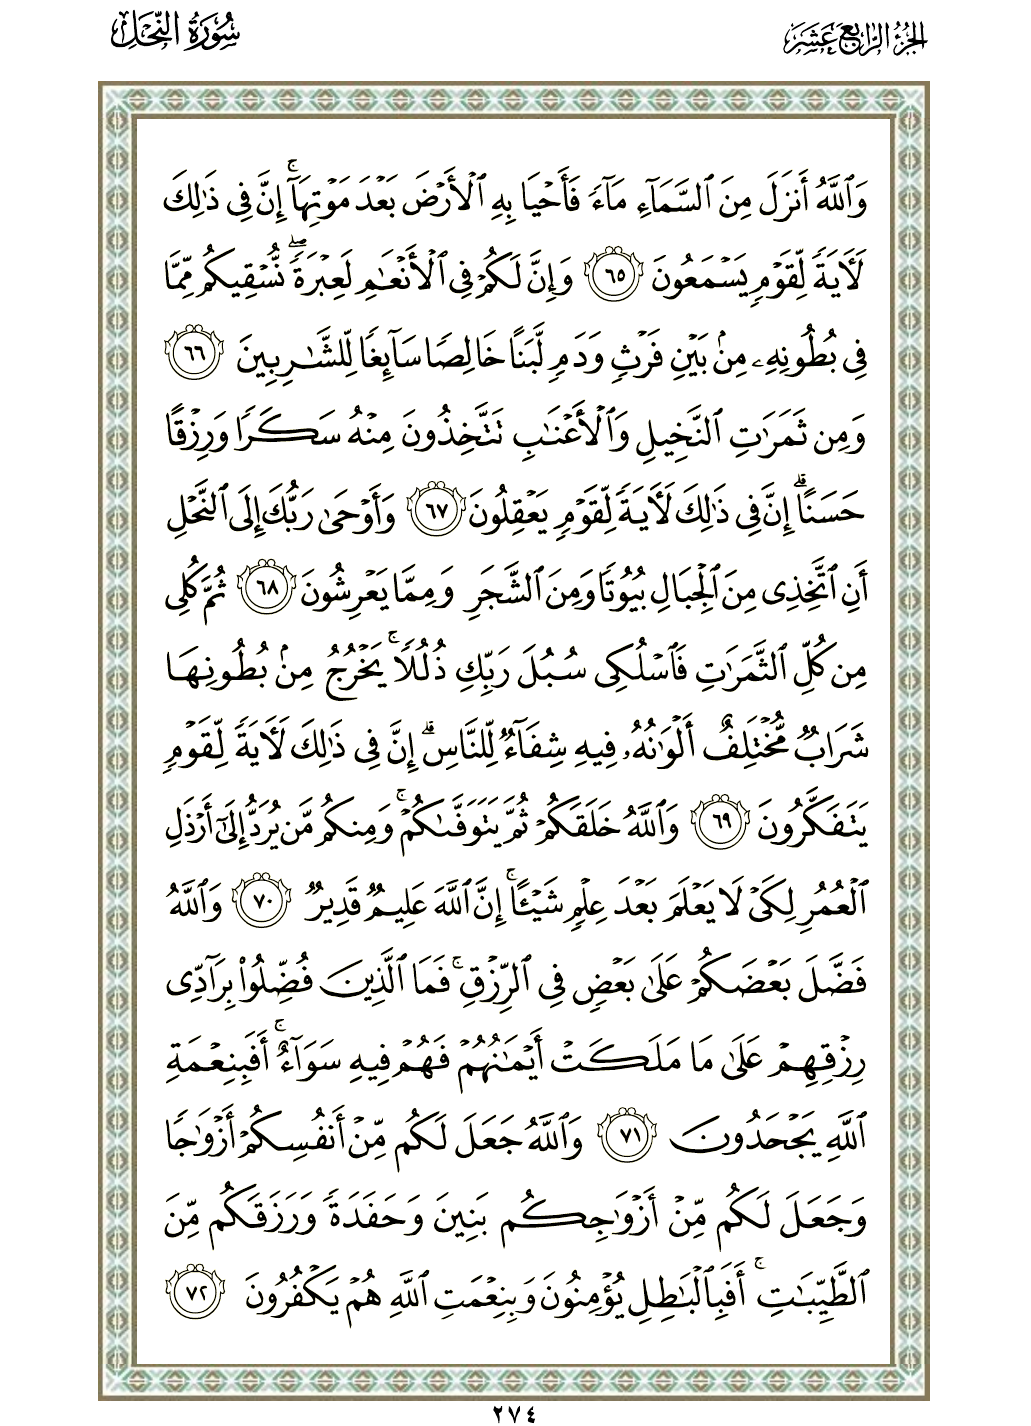 الجزء الرابع عشر
سورة النحل
وَٱللَّهُ أَنزَلَ مِنَ ٱلسَّمَآءِ مَآءً فَأَحْيَا بِهِ ٱلْأَرْضَ بَعْدَ مَوْتِهَآ ۚ إِنَّ فِى ذَٰلِكَ
لَـَٔايَةً لِّقَوْمٍ يَسْمَعُونَ ٦٥ وَإِنَّ لَكُمْ فِى ٱلْأَنْعَـٰمِ لَعِبْرَةً ۖ نُّسْقِيكُم مِّمَّا
فِى بُطُونِهِۦ مِنۢ بَيْنِ فَرْثٍ وَدَمٍ لَّبَنًا خَالِصًا سَآئِغًا لِّلشَّـٰرِبِينَ ٦٦
وَمِن ثَمَرَٰتِ ٱلنَّخِيلِ وَٱلْأَعْنَـٰبِ تَتَّخِذُونَ مِنْهُ سَكَرًا وَرِزْقًا
حَسَنًا ۗ إِنَّ فِى ذَٰلِكَ لَـَٔايَةً لِّقَوْمٍ يَعْقِلُونَ ٦٧ وَأَوْحَىٰ رَبُّكَ إِلَى ٱلنَّحْلِ
أَنِ ٱتَّخِذِى مِنَ ٱلْجِبَالِ بُيُوتًا وَمِنَ ٱلشَّجَرِ وَمِمَّا يَعْرِشُونَ ٦٨ ثُمَّ كُلِى
مِن كُلِّ ٱلثَّمَرَٰتِ فَٱسْلُكِى سُبُلَ رَبِّكِ ذُلُلًا ۚ يَخْرُجُ مِنۢ بُطُونِهَا
شَرَابٌ مُّخْتَلِفٌ أَلْوَٰنُهُۥ فِيهِ شِفَآءٌ لِّلنَّاسِ ۗ إِنَّ فِى ذَٰلِكَ لَـَٔايَةً لِّقَوْمٍ
يَتَفَكَّرُونَ ٦٩ وَٱللَّهُ خَلَقَكُمْ ثُمَّ يَتَوَفَّىٰكُمْ ۚ وَمِنكُم مَّن يُرَدُّ إِلَىٰٓ أَرْذَلِ
ٱلْعُمُرِ لِكَىْ لَا يَعْلَمَ بَعْدَ عِلْمٍ شَيْـًٔا ۚ إِنَّ ٱللَّهَ عَلِيمٌ قَدِيرٌ ٧٠ وَٱللَّهُ
فَضَّلَ بَعْضَكُمْ عَلَىٰ بَعْضٍ فِى ٱلرِّزْقِ ۚ فَمَا ٱلَّذِينَ فُضِّلُوا۟ بِرَآدِّى
رِزْقِهِمْ عَلَىٰ مَا مَلَكَتْ أَيْمَـٰنُهُمْ فَهُمْ فِيهِ سَوَآءٌ ۚ أَفَبِنِعْمَةِ
ٱللَّهِ يَجْحَدُونَ ٧١ وَٱللَّهُ جَعَلَ لَكُم مِّنْ أَنفُسِكُمْ أَزْوَٰجًا
وَجَعَلَ لَكُم مِّنْ أَزْوَٰجِكُم بَنِينَ وَحَفَدَةً وَرَزَقَكُم مِّنَ
ٱلطَّيِّبَـٰتِ ۚ أَفَبِٱلْبَـٰطِلِ يُؤْمِنُونَ وَبِنِعْمَتِ ٱللَّهِ هُمْ يَكْفُرُونَ ٧٢
٢٧٤